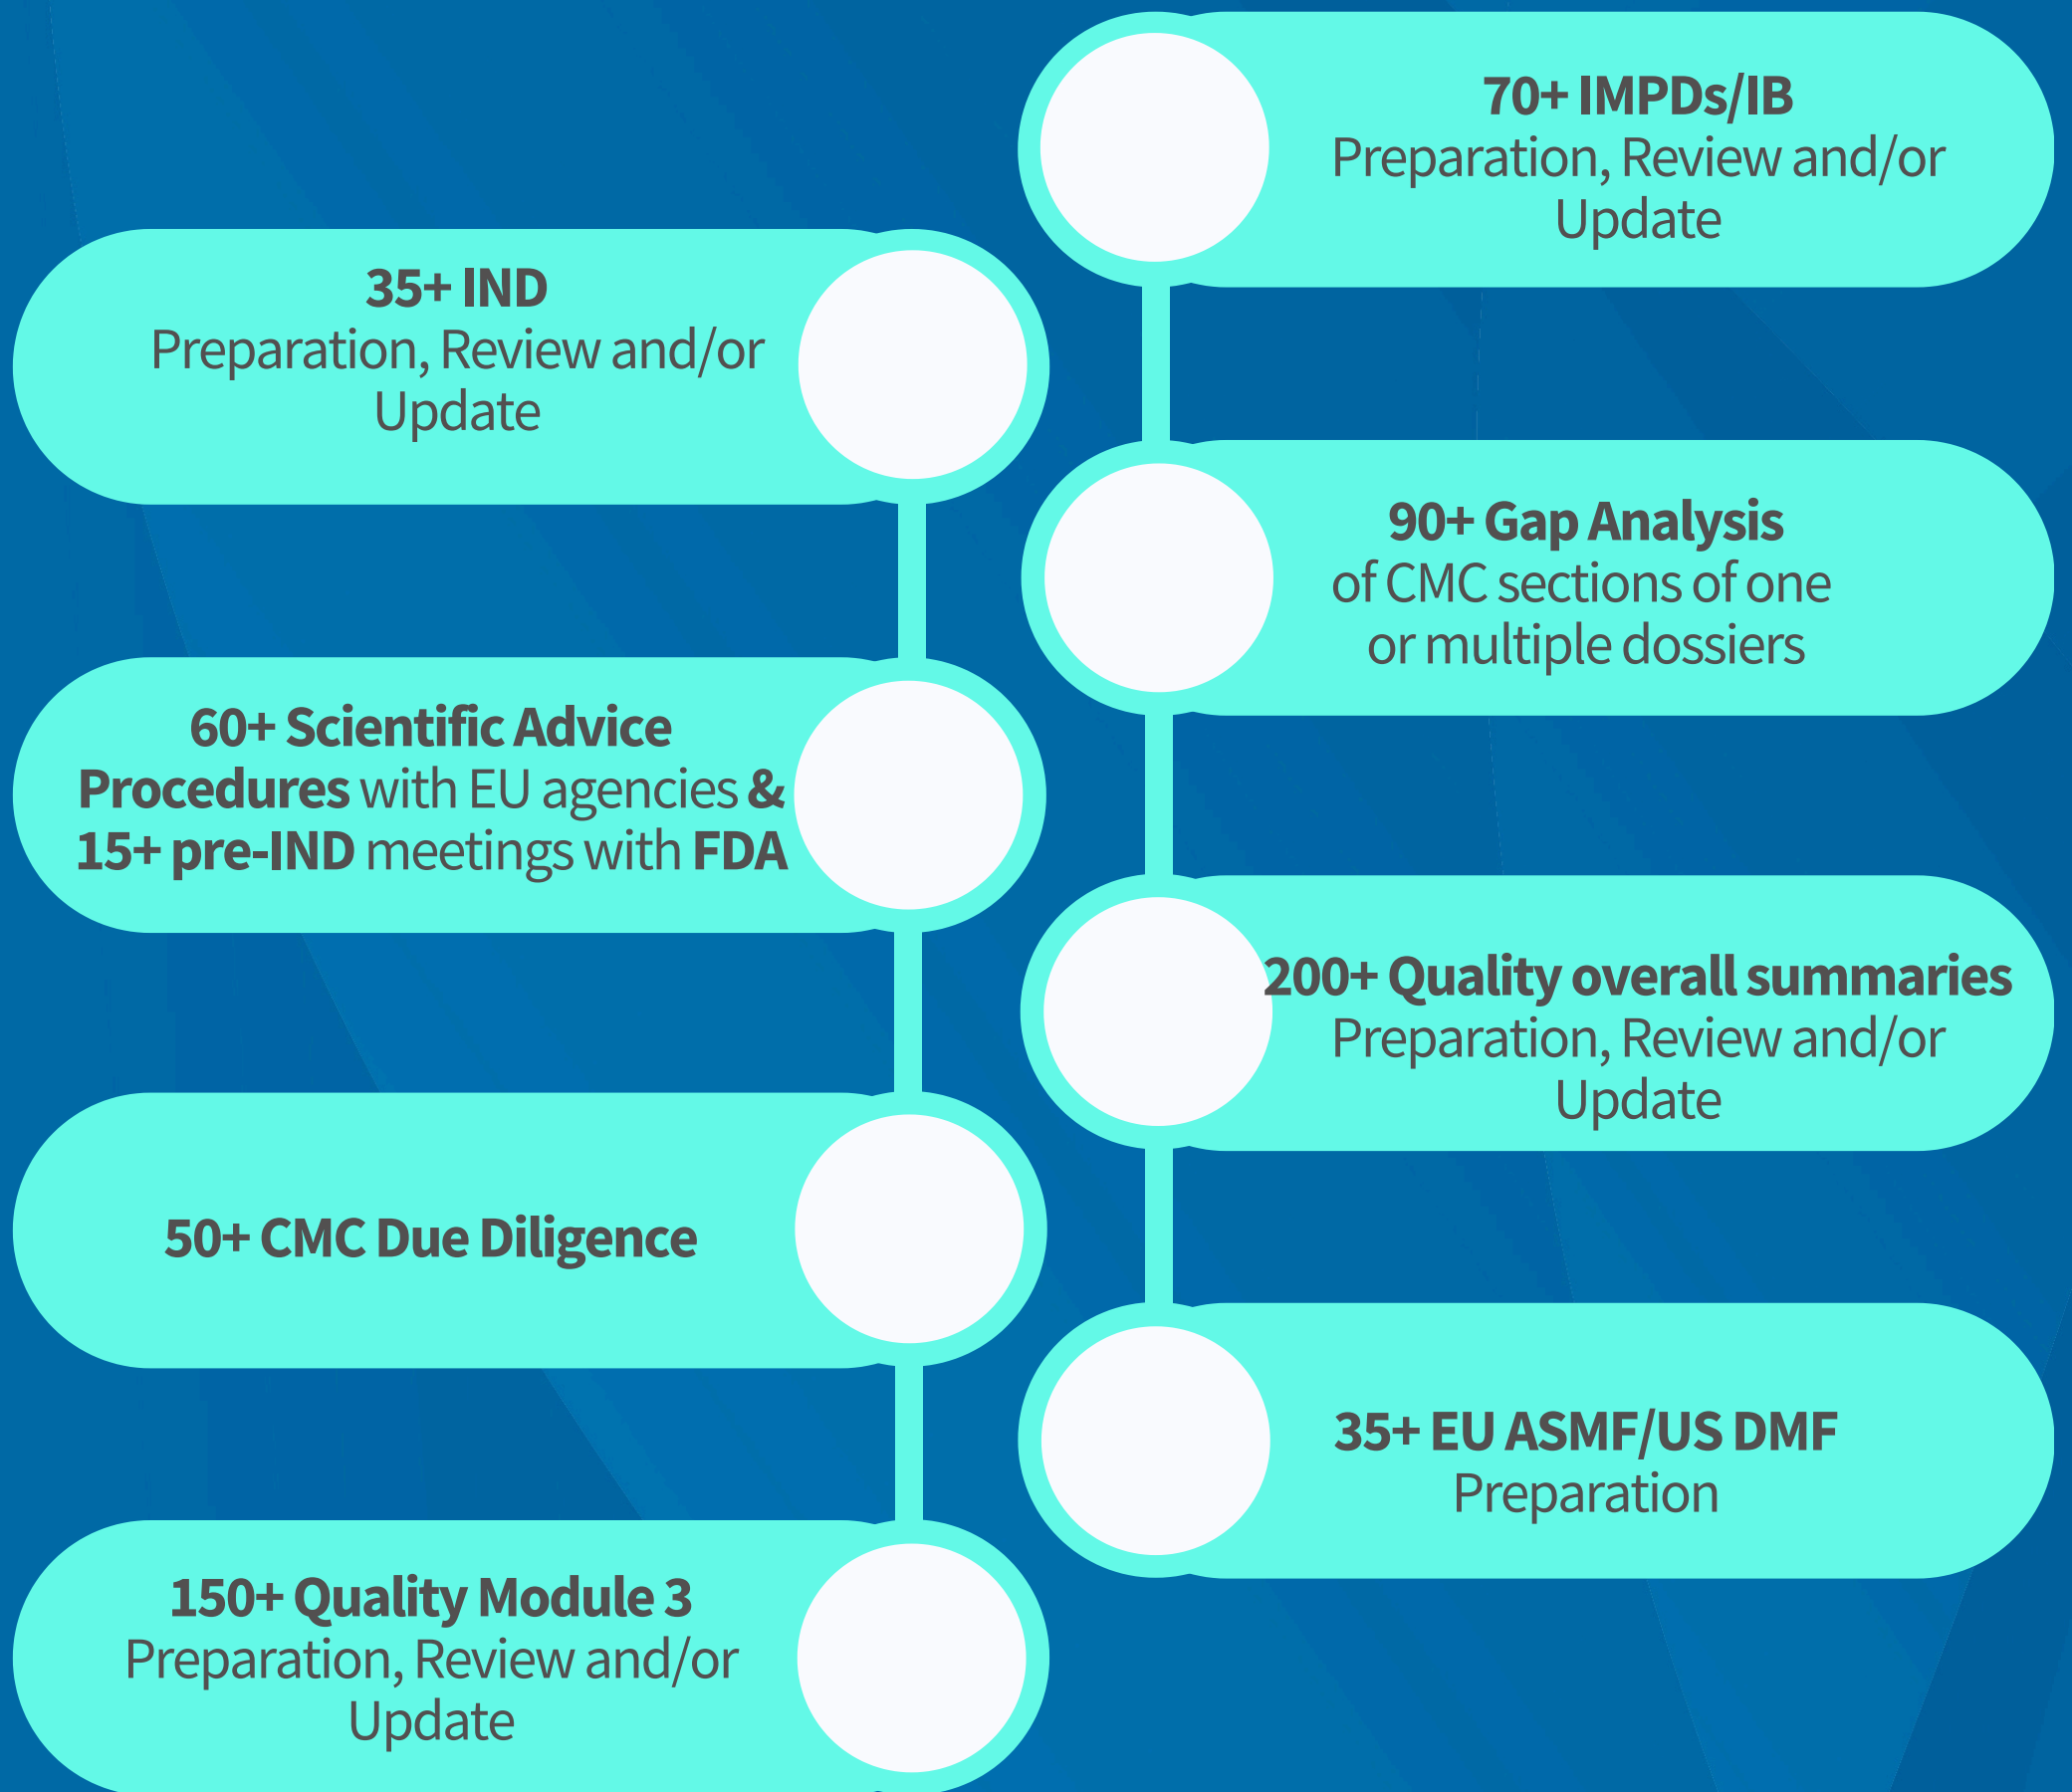 70+ IMPDs/IB
Preparation, Review and/or
Update
35+ IND
Preparation, Review and/or
Update
90+ Gap Analysis
of CMC sections of one
or multiple dossiers
60+ Scientific Advice
Procedures with EU agencies &
15+ pre-IND meetings with FDA
200+ Quality overall summaries
Preparation, Review and/or
Update
50+ CMC Due Diligence
35+ EU ASMF/US DMF
Preparation
150+ Quality Module 3
Preparation, Review and/or
Update